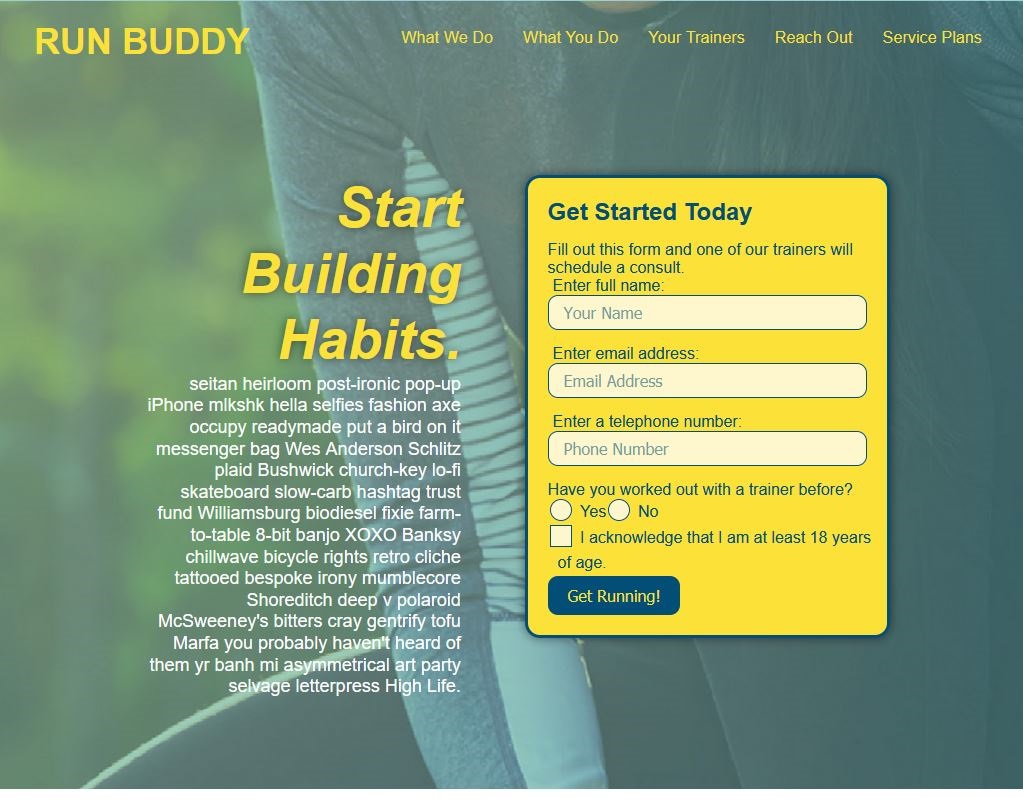 RUN BUDDY
What We Do What You Do Your Trainers Reach Out Service Plans
Start
Building
Habits.
seitan heirloom post-ironic pop-up
iPhone mlkshk hella selfies fashion axe
occupy readymade put a bird on it
messenger bag Wes Anderson Schlitz
plaid Bushwick church-key lo-fi
skateboard slow-carb hashtag trust
fund Williamsburg biodiesel fixie farm-
to-table 8-bit banjo XOXO Banksy
chillwave bicycle rights retro cliche
tattooed bespoke irony mumblecore
Shoreditch deep v polaroid
McSweeney's bitters cray gentrify tofu
Marfa you probably haven't heard of
them yr banh mi asymmetrical art party
selvage letterpress High Life.
Get Started Today
Fill out this form and one of our trainers will
schedule a consult.
Enter full name:
Your Name
Enter email address:
Email Address
Enter a telephone number:
Phone Number
Have you worked out with a trainer before?
Yes No
I acknowledge that I am at least 18 years
of age.
Get Running!